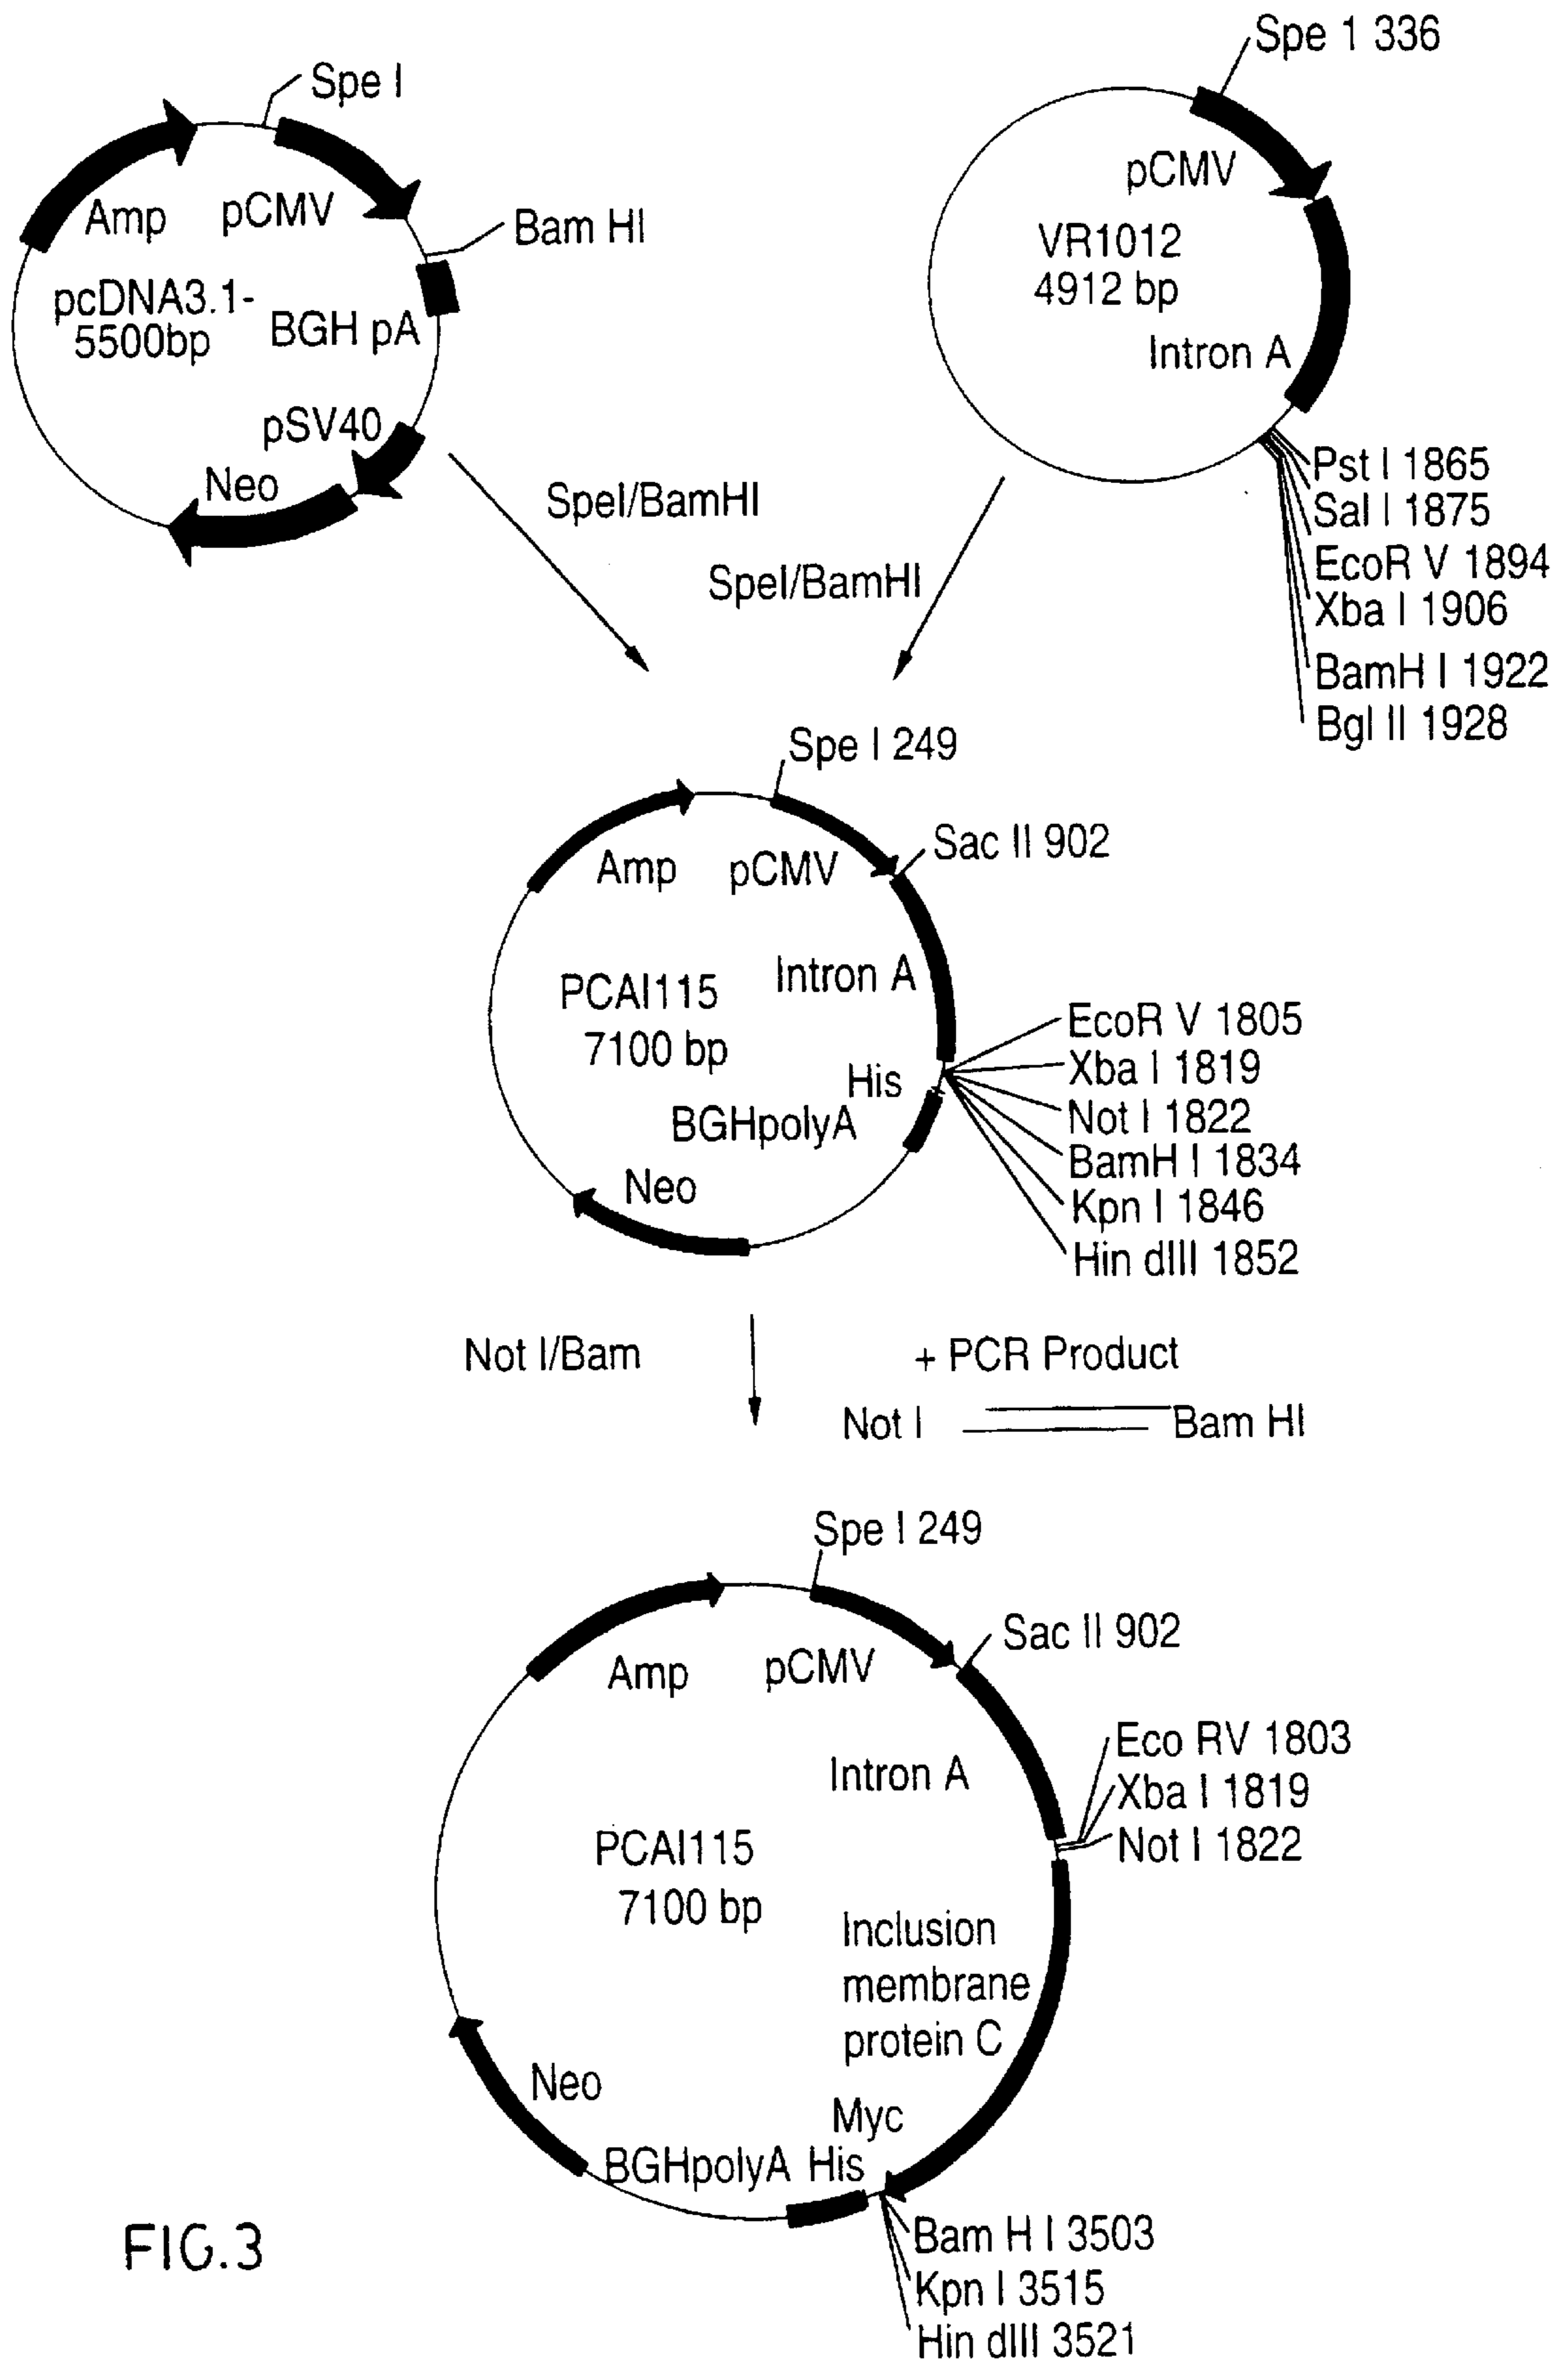 Spe I
Amp
pCMV
Bam HI
pcDNA3.1-
5500bp
BGH pA
pSV40
Neo
Spe 1 336
pCMV
VR1012
4912 bp
Intron A
Pst I 1865
Sal I 1875
EcoR V 1894
Xba I 1906
BamH I 1922
Bgl II 1928
SpeI/BamHI
SpeI/BamHI
Spe I 249
Sac II 902
Amp
pCMV
Intron A
PCAI115
7100 bp
His
BGHpolyA
Neo
EcoR V 1805
Xba I 1819
Not I 1822
BamH I 1834
Kpn I 1846
Hin dIII 1852
Not I/Bam
+ PCR Product
Not I
Bam HI
Spe I 249
Sac II 902
Amp
pCMV
Eco RV 1803
Xba I 1819
Not I 1822
Intron A
PCAI115
7100 bp
Inclusion
membrane
protein C
Neo
Myc
BGHpolyA His
Bam H I 3503
Kpn I 3515
Hin dIII 3521
FIG.3